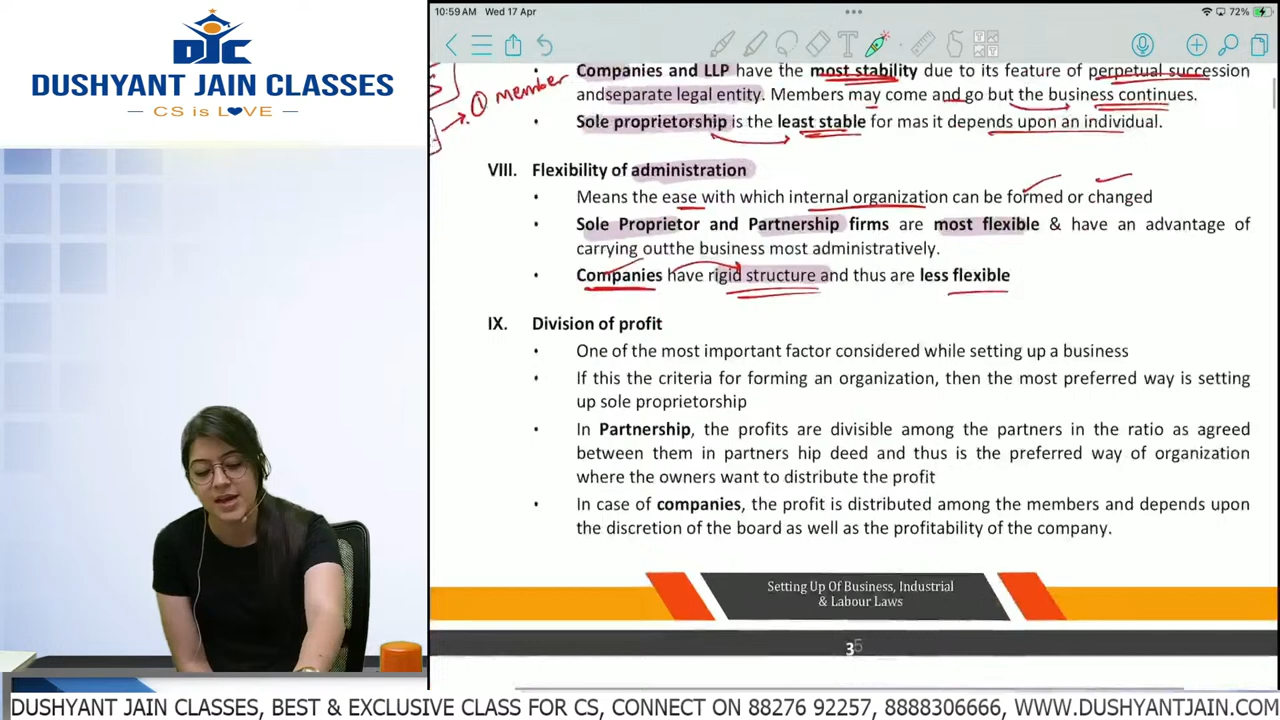 10:59 AM Wed 17 Apr
72%
DJC
DUSHYANT JAIN CLASSES
CS is L VE
① member
• Companies and LLP have the most stability due to its feature of perpetual succession
andseparate legal entity. Members may come and go but the business continues.
• Sole proprietorship is the least stable for mas it depends upon an individual.
VIII. Flexibility of administration
• Means the ease with which internal organization can be formed or changed
• Sole Proprietor and Partnership firms are most flexible & have an advantage of
carrying outthe business most administratively.
• Companies have rigid structure and thus are less flexible
IX. Division of profit
• One of the most important factor considered while setting up a business
• If this the criteria for forming an organization, then the most preferred way is setting
up sole proprietorship
• In Partnership, the profits are divisible among the partners in the ratio as agreed
between them in partners hip deed and thus is the preferred way of organization
where the owners want to distribute the profit
• In case of companies, the profit is distributed among the members and depends upon
the discretion of the board as well as the profitability of the company.
Setting Up Of Business, Industrial
& Labour Laws
DUSHYANT JAIN CLASSES, BEST & EXCLUSIVE CLASS FOR CS, CONNECT ON 88276 92257, 8888306666, WWW.DUSHYANTJAIN.COM